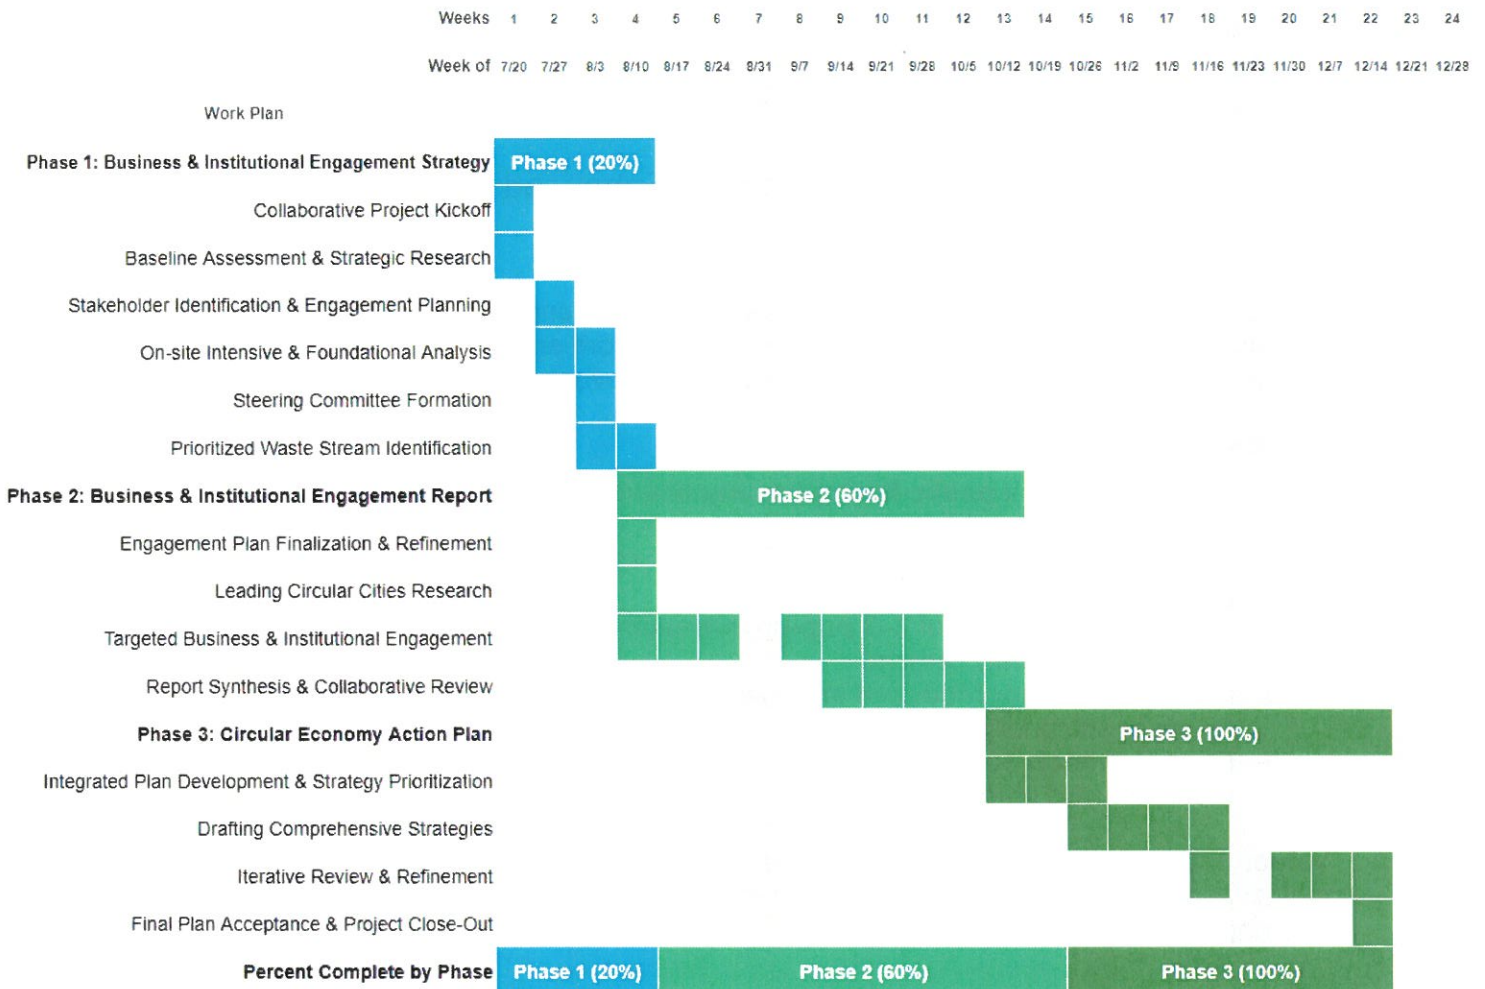 Weeks 1 2 3 4 5 6 7 8 9 10 11 12 13 14 15 16 17 18 19 20 21 22 23 24
Week of 7/20 7/27 8/3 8/10 8/17 8/24 8/31 9/7 9/14 9/21 9/28 10/5 10/12 10/19 10/26 11/2 11/9 11/16 11/23 11/30 12/7 12/14 12/21 12/28
Work Plan
Phase 1: Business & Institutional Engagement Strategy Phase 1 (20%)
Collaborative Project Kickoff
Baseline Assessment & Strategic Research
Stakeholder Identification & Engagement Planning
On-site Intensive & Foundational Analysis
Steering Committee Formation
Prioritized Waste Stream Identification
Phase 2: Business & Institutional Engagement Report Phase 2 (60%)
Engagement Plan Finalization & Refinement
Leading Circular Cities Research
Targeted Business & Institutional Engagement
Report Synthesis & Collaborative Review
Phase 3: Circular Economy Action Plan Phase 3 (100%)
Integrated Plan Development & Strategy Prioritization
Drafting Comprehensive Strategies
Iterative Review & Refinement
Final Plan Acceptance & Project Close-Out
Percent Complete by Phase Phase 1 (20%) Phase 2 (60%) Phase 3 (100%)